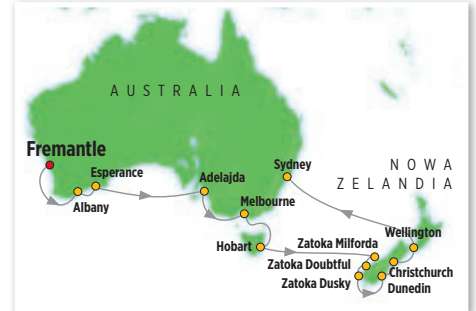 AUSTRALIA
Fremantle
Esperance
Albany
Adelajda
Sydney
Melbourne
NOWA
ZELANDIA
Hobart
Zatoka Milforda
Wellington
Zatoka Doubtful
Christchurch
Zatoka Dusky
Dunedin